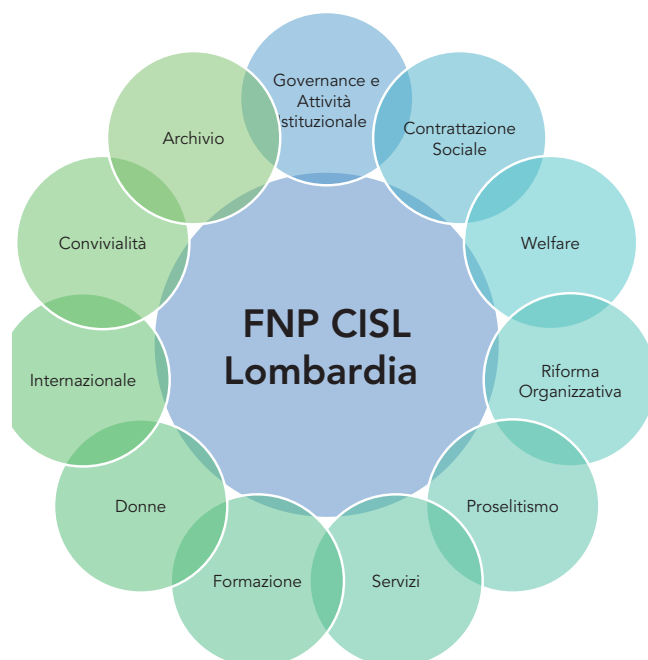 Governance e
Attività
Istituzionale
Contrattazione
Sociale
Welfare
Riforma
Organizzativa
Proselitismo
Servizi
Formazione
Donne
Internazionale
Convivialità
Archivio
FNP CISL
Lombardia